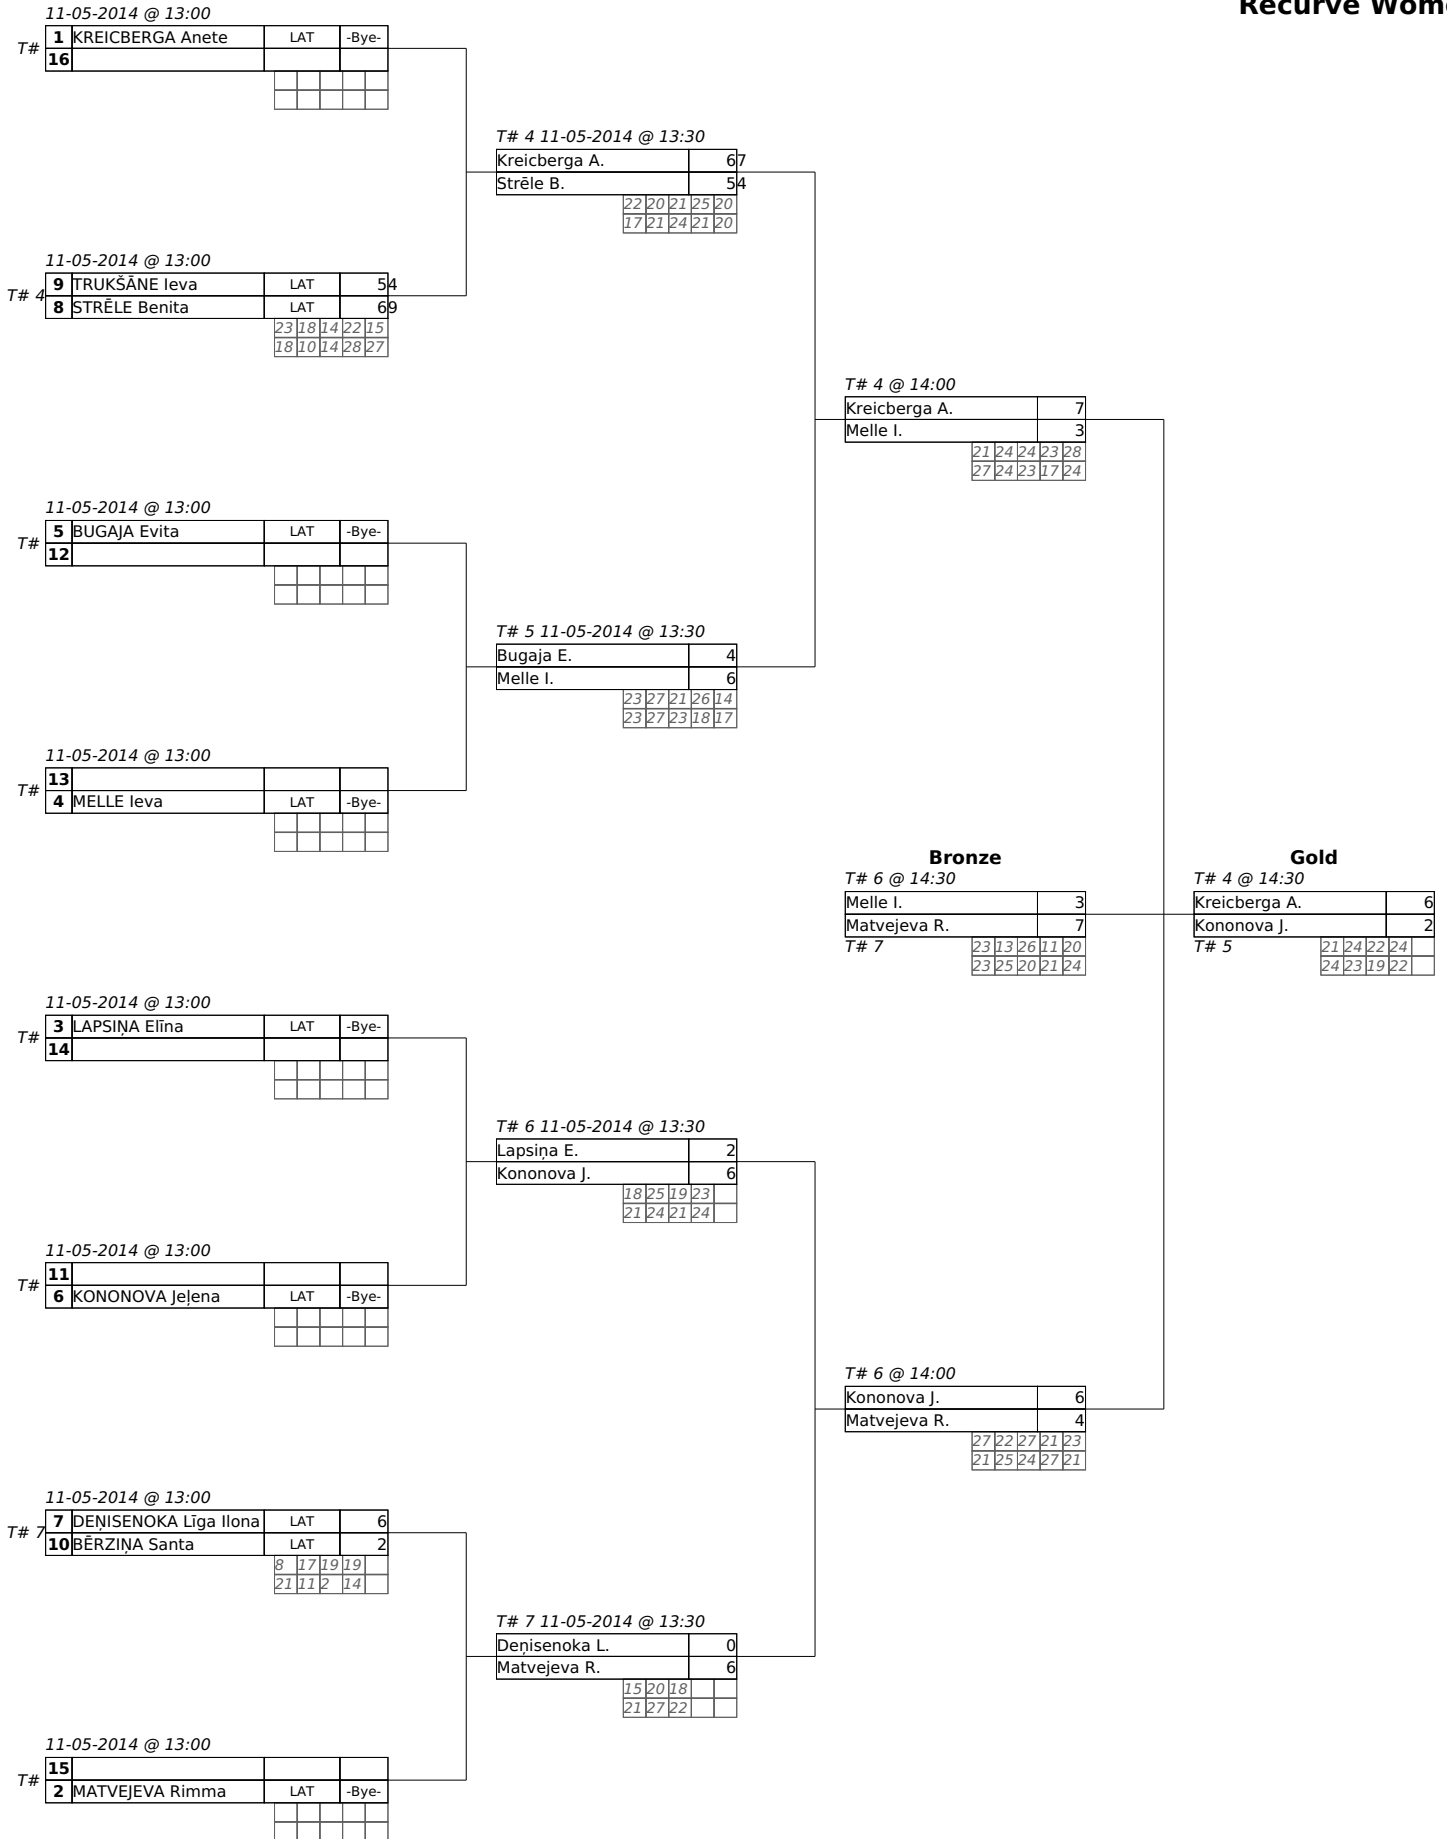 Recurve Wome
11-05-2014 @ 13:00
T# 1 KREICBERGA Anete LAT -Bye-
16
T# 4 11-05-2014 @ 13:30
Kreicberga A. 67
Strēle B. 54
22 20 21 25 20
17 21 24 21 20
11-05-2014 @ 13:00
T# 4 9 TRUKŠĀNE Ieva LAT 54
8 STRĒLE Benita LAT 69
23 18 14 22 15
18 10 14 28 27
T# 4 @ 14:00
Kreicberga A. 7
Melle I. 3
21 24 24 23 28
27 24 23 17 24
11-05-2014 @ 13:00
T# 5 BUGAJA Evita LAT -Bye-
12
T# 5 11-05-2014 @ 13:30
Bugaja E. 4
Melle I. 6
23 27 21 26 14
23 27 23 18 17
11-05-2014 @ 13:00
T# 13
4 MELLE Ieva LAT -Bye-
Bronze
T# 6 @ 14:30
Melle I. 3
Matvejeva R. 7
T# 7 23 13 26 11 20
23 25 20 21 24
Gold
T# 4 @ 14:30
Kreicberga A. 6
Kononova J. 2
T# 5 21 24 22 24
24 23 19 22
11-05-2014 @ 13:00
T# 3 LAPSIŅA Elīna LAT -Bye-
14
T# 6 11-05-2014 @ 13:30
Lapsiņa E. 2
Kononova J. 6
18 25 19 23
21 24 21 24
11-05-2014 @ 13:00
T# 11
6 KONONOVA Jeļena LAT -Bye-
T# 6 @ 14:00
Kononova J. 6
Matvejeva R. 4
27 22 27 21 23
21 25 24 27 21
11-05-2014 @ 13:00
T# 7 7 DEŅISENOKA Līga Ilona LAT 6
10 BĒRZIŅA Santa LAT 2
8 17 19 19
21 11 2 14
T# 7 11-05-2014 @ 13:30
Deņisenoka L. 0
Matvejeva R. 6
15 20 18
21 27 22
11-05-2014 @ 13:00
T# 15
2 MATVEJEVA Rimma LAT -Bye-